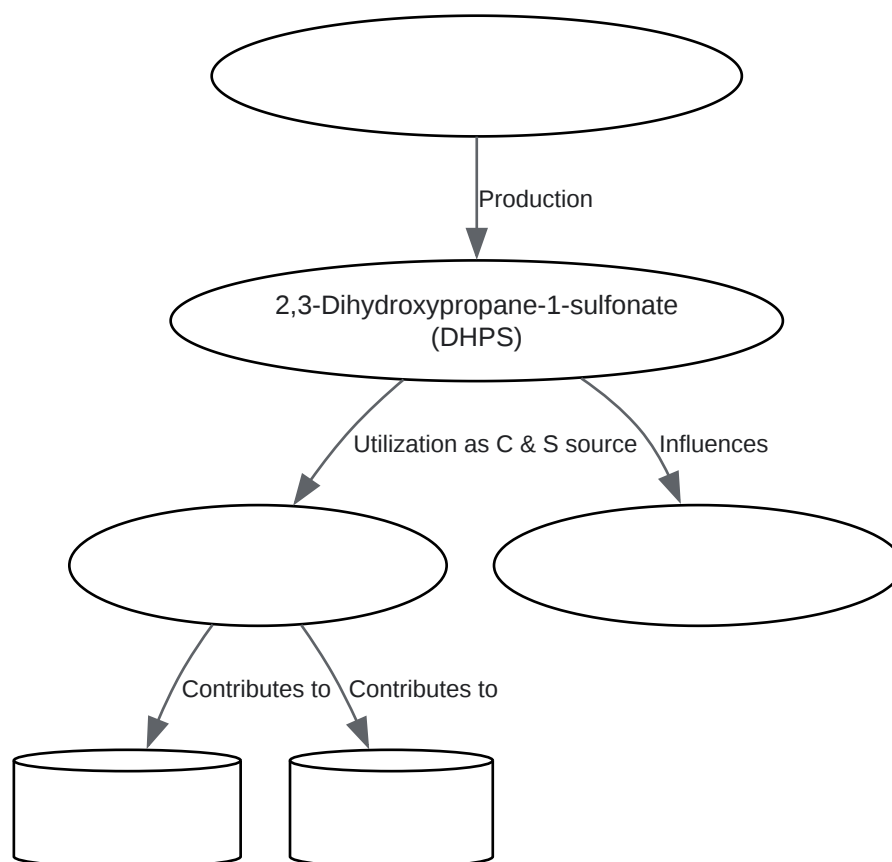 Production
2,3-Dihydroxypropane-1-sulfonate
(DHPS)
Utilization as C & S source
Influences
Contributes to
Contributes to